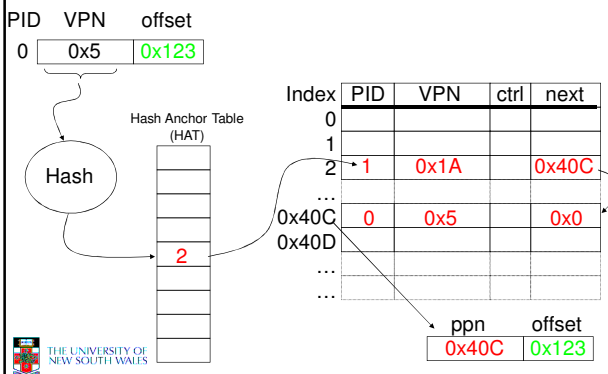 PID VPN offset
0 0x5 0x123
Hash
Hash Anchor Table
(HAT)
2
Index PID VPN ctrl next
0
1
2 1 0x1A 0x40C
...
0x40C 0 0x5 0x0
0x40D
...
...
ppn offset
0x40C 0x123
THE UNIVERSITY OF
NEW SOUTH WALES